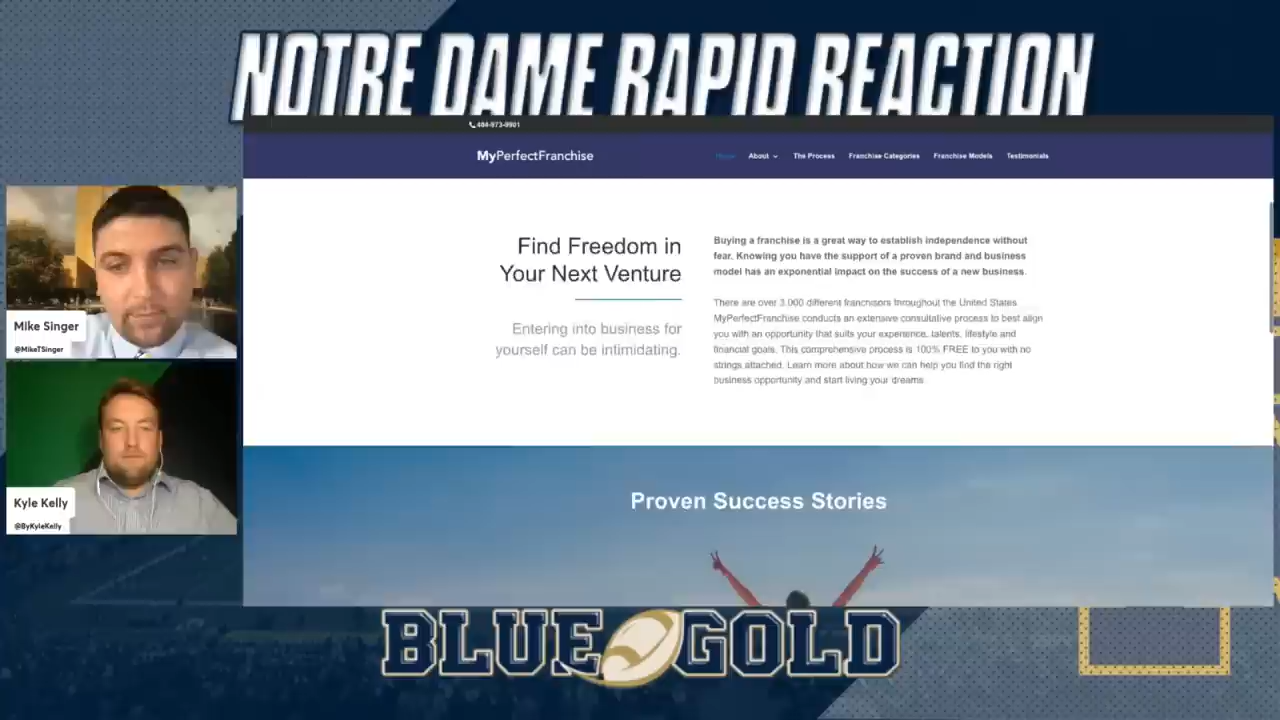 NOTRE DAME RAPID REACTION
404-973-9901
MyPerfectFranchise
Home
About
The Process
Franchise Categories
Franchise Models
Testimonials
Find Freedom in
Your Next Venture
Entering into business for
yourself can be intimidating.
Buying a franchise is a great way to establish independence without
fear. Knowing you have the support of a proven brand and business
model has an exponential impact on the success of a new business.
There are over 3,000 different franchisors throughout the United States.
MyPerfectFranchise conducts an extensive consultative process to best align
you with an opportunity that suits your experience, talents, lifestyle and
financial goals. This comprehensive process is 100% FREE to you with no
strings attached. Learn more about how we can help you find the right
business opportunity and start living your dreams.
Proven Success Stories
Mike Singer
@MikeTSinger
Kyle Kelly
@ByKyleKelly
BLUE GOLD